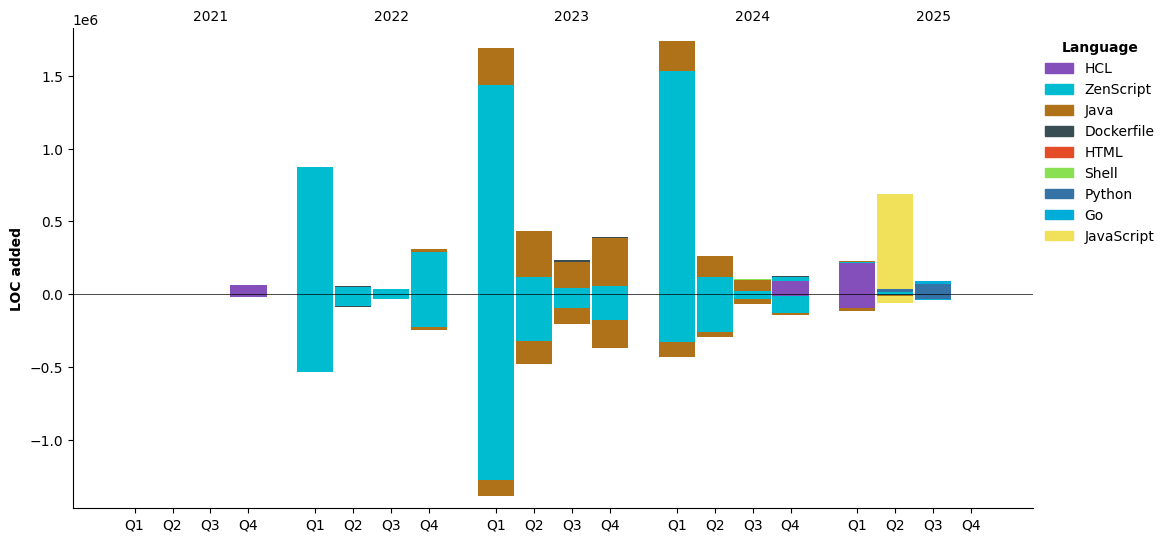 1e6
2021 2022 2023 2024 2025
1.5
1.0
0.5
0.0
−0.5
−1.0
LOC added
Q1 Q2 Q3 Q4 Q1 Q2 Q3 Q4 Q1 Q2 Q3 Q4 Q1 Q2 Q3 Q4 Q1 Q2 Q3 Q4
Language
HCL
ZenScript
Java
Dockerfile
HTML
Shell
Python
Go
JavaScript